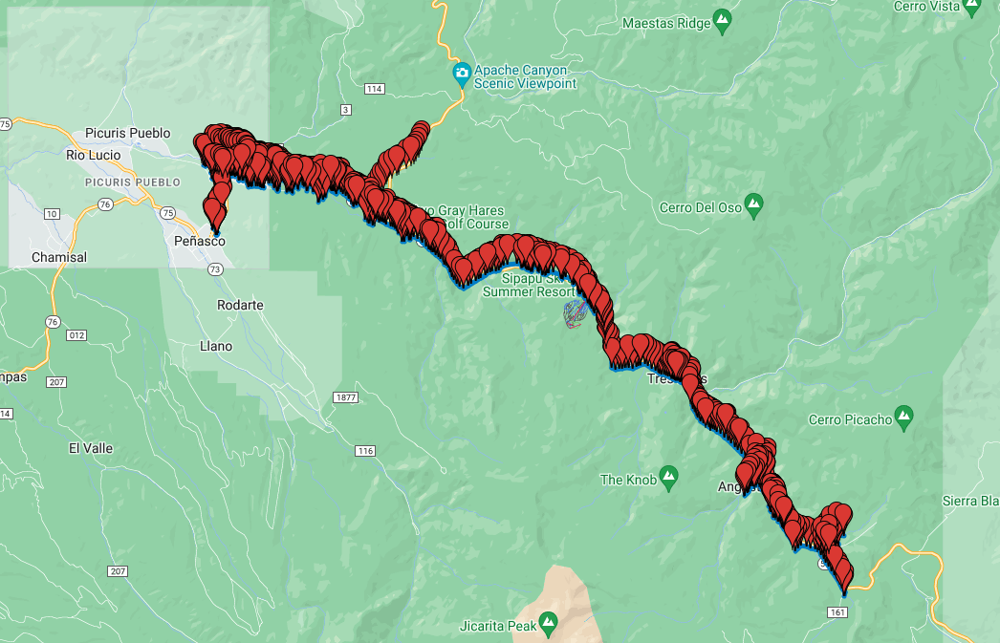 Cerro Vista
Maestas Ridge
Apache Canyon
Scenic Viewpoint
114
3
75
Picuris Pueblo
Rio Lucio
PICURIS PUEBLO
76
10
75
Gray Hares
Golf Course
Cerro Del Oso
Peñasco
Chamisal
73
Sipapu Ski
Summer Resort
Rodarte
76
012
Llano
mpas
207
1877
14
116
El Valle
Cerro Picacho
The Knob
Sierra Bla
207
161
Jicarita Peak